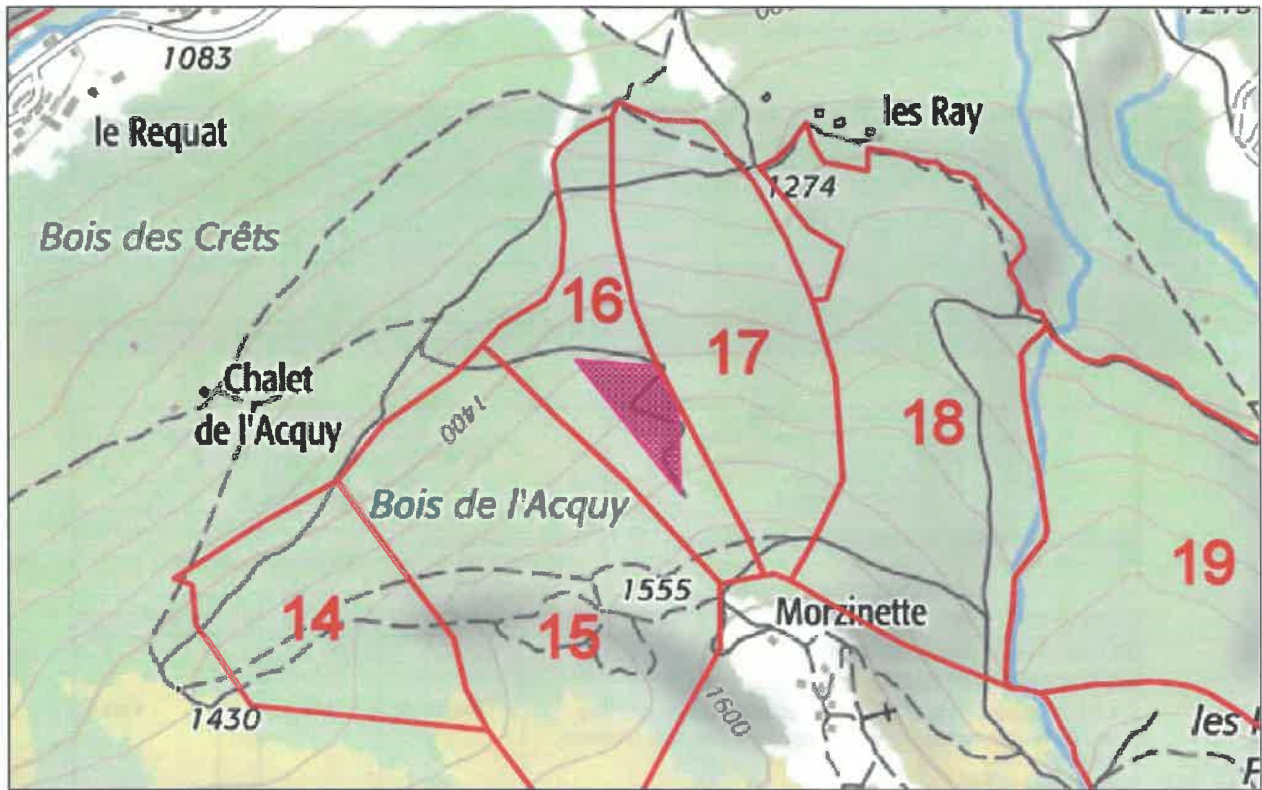 1083
le Requat
les Ray
1274
Bois des Crêts
16
17
Chalet
de l'Acquy
1400
18
Bois de l'Acquy
19
1555
14
15
Morzinette
1600
1430
les